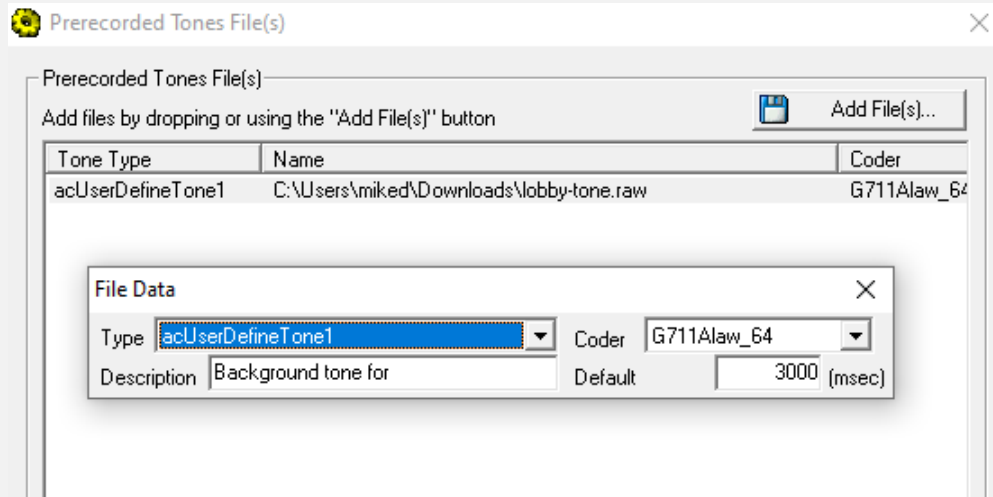 Prerecorded Tones File(s)
Prerecorded Tones File(s)
Add files by dropping or using the "Add File(s)" button
Add File(s)...
Tone Type Name Coder
acUserDefineTone1 C:\Users\miked\Downloads\lobby-tone.raw G711Alaw_64
File Data
Type acUserDefineTone1 Coder G711Alaw_64
Description Background tone for Default 3000 (msec)